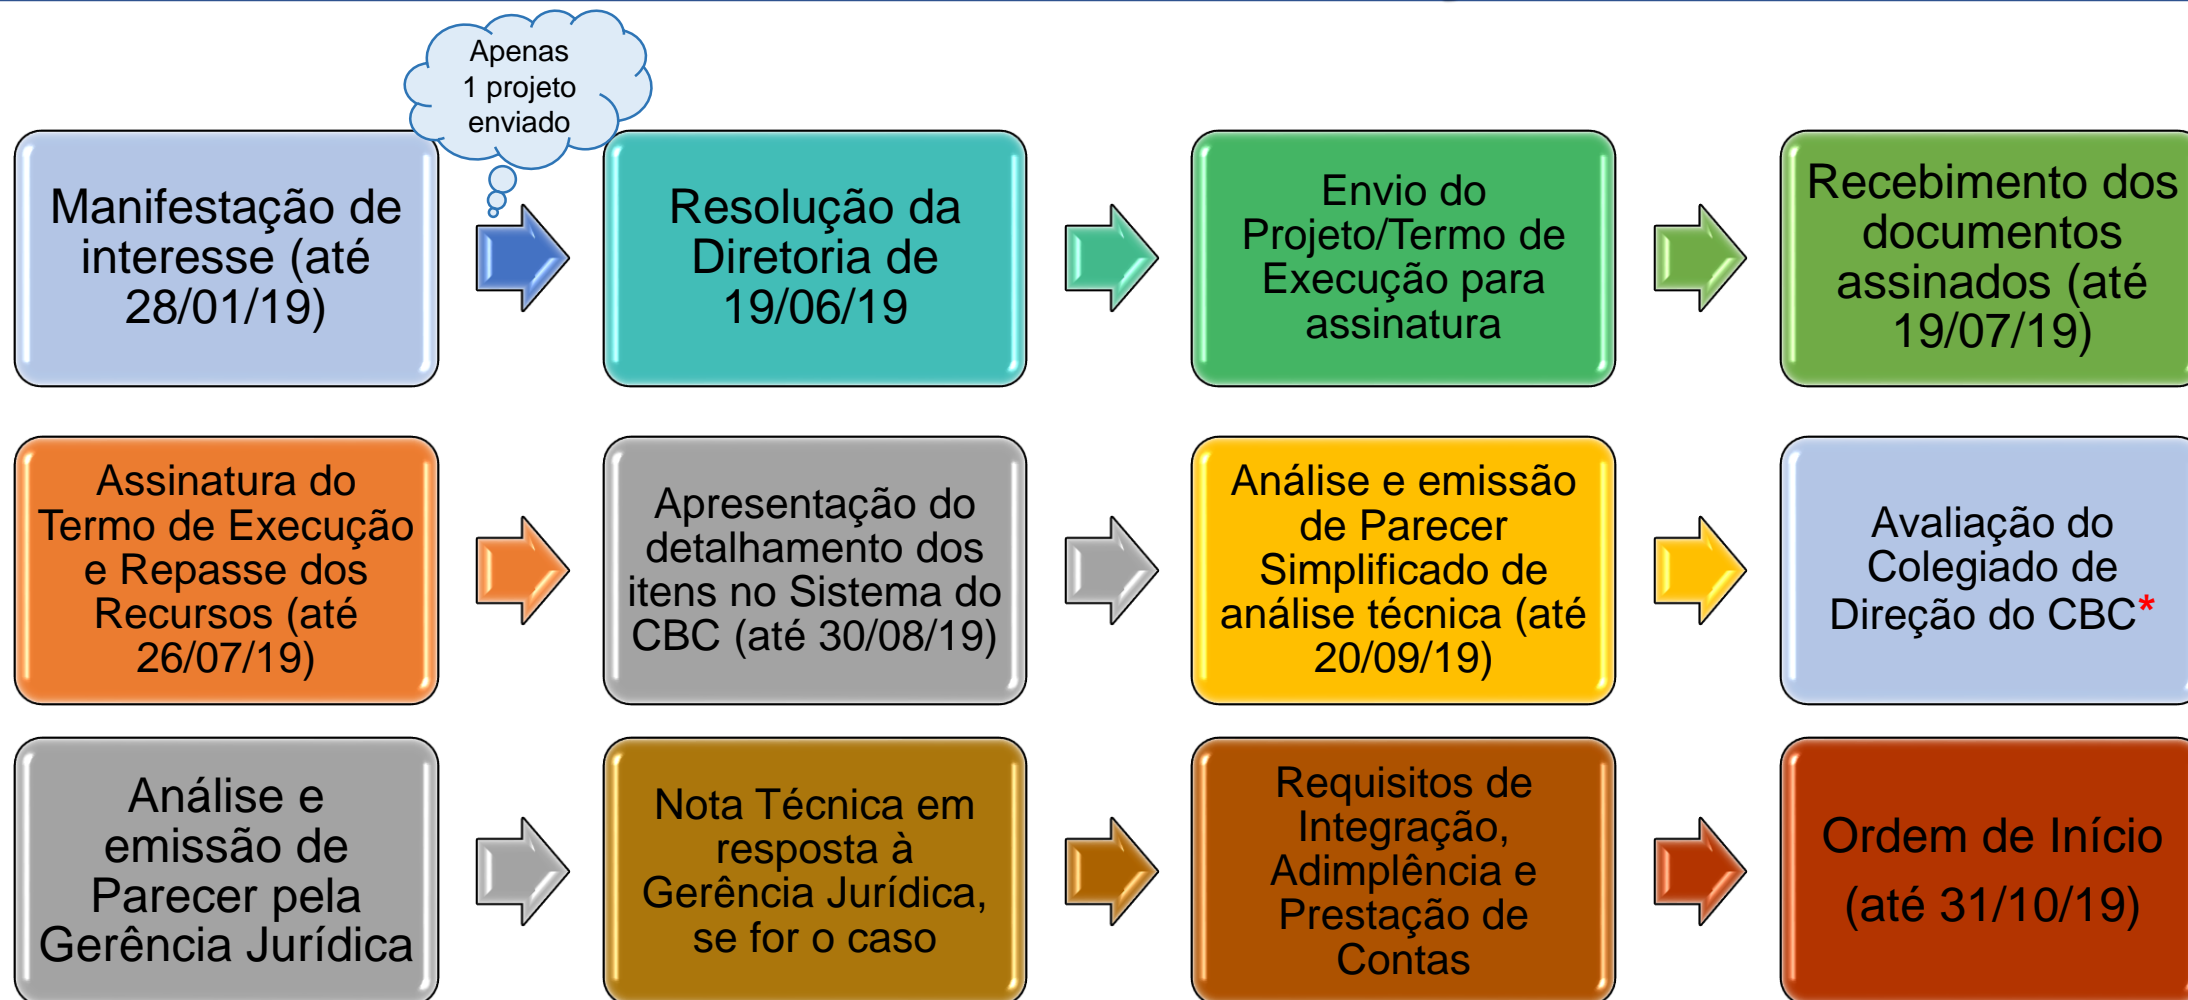 Apenas
1 projeto
enviado
Manifestação de
interesse (até
28/01/19)
Resolução da
Diretoria de
19/06/19
Envio do
Projeto/Termo de
Execução para
assinatura
Recebimento dos
documentos
assinados (até
19/07/19)
Assinatura do
Termo de Execução
e Repasse dos
Recursos (até
26/07/19)
Apresentação do
detalhamento dos
itens no Sistema do
CBC (até 30/08/19)
Análise e emissão
de Parecer
Simplificado de
análise técnica (até
20/09/19)
Avaliação do
Colegiado de
Direção do CBC*
Análise e
emissão de
Parecer pela
Gerência Jurídica
Nota Técnica em
resposta à
Gerência Jurídica,
se for o caso
Requisitos de
Integração,
Adimplência e
Prestação de
Contas
Ordem de Início
(até 31/10/19)